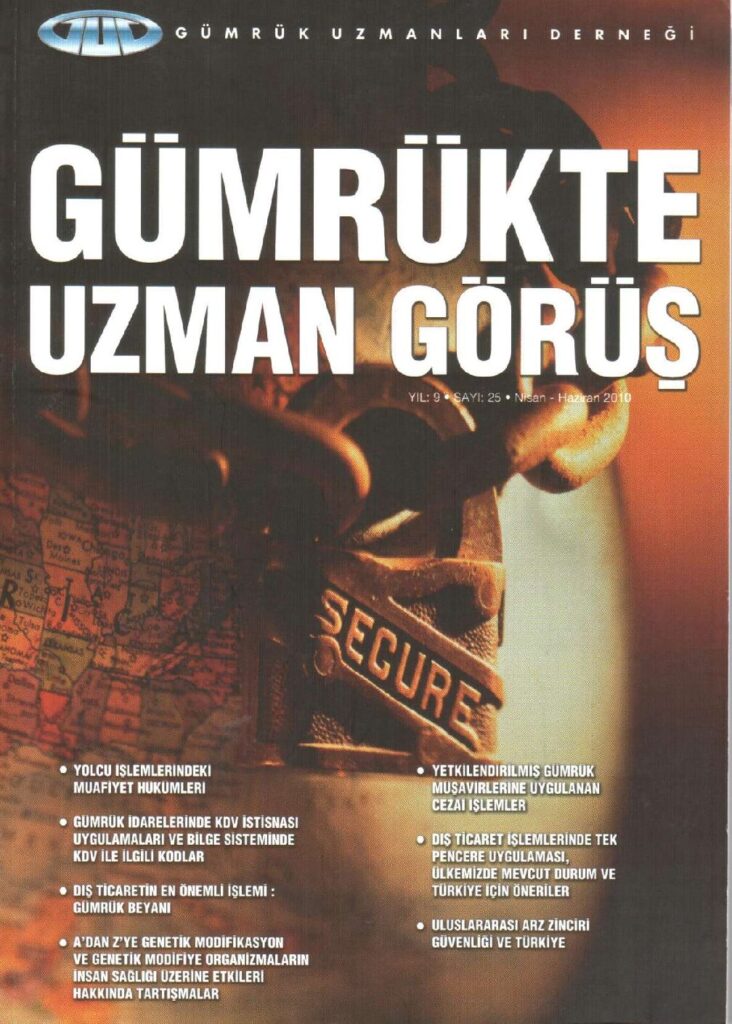 GUD
GÜMRÜK UZMANLARI DERNEĞİ
GÜMRÜKTE
UZMAN GÖRÜŞ
YIL: 9 • SAYI: 25 • Nisan - Haziran 2010
SECURE
• YOLCU İŞLEMLERİNDEKİ
MUAFİYET HÜKÜMLERİ
• GÜMRÜK İDARELERİNDE KDV İSTİSNASI
UYGULAMALARI VE BİLGE SİSTEMİNDE
KDV İLE İLGİLİ KODLAR
• DIŞ TİCARETİN EN ÖNEMLİ İŞLEMİ :
GÜMRÜK BEYANI
• A'DAN Z'YE GENETİK MODİFİKASYON
VE GENETİK MODİFİYE ORGANİZMALARIN
İNSAN SAĞLIĞI ÜZERİNE ETKİLERİ
HAKKINDA TARTIŞMALAR
• YETKİLENDİRİLMİŞ GÜMRÜK
MÜŞAVİRLERİNE UYGULANAN
CEZAİ İŞLEMLER
• DIŞ TİCARET İŞLEMLERİNDE TEK
PENCERE UYGULAMASI,
ÜLKEMİZDE MEVCUT DURUM VE
TÜRKİYE İÇİN ÖNERİLER
• ULUSLARARASI ARZ ZİNCİRİ
GÜVENLİĞİ VE TÜRKİYE